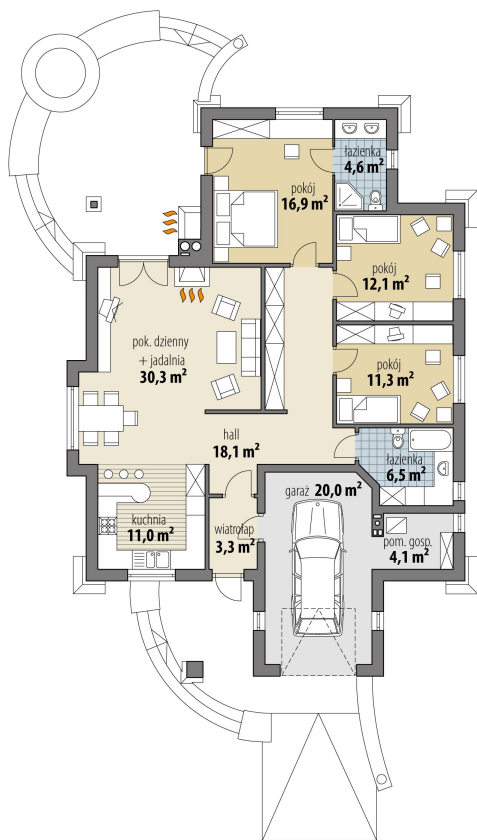 łazienka
4,6 m²
pokój
16,9 m²
pokój
12,1 m²
pok. dzienny
+ jadalnia
30,3 m²
pokój
11,3 m²
hall
18,1 m²
łazienka
6,5 m²
garaż 20,0 m²
kuchnia
11,0 m²
wiatrołap
3,3 m²
pom. gosp.
4,1 m²